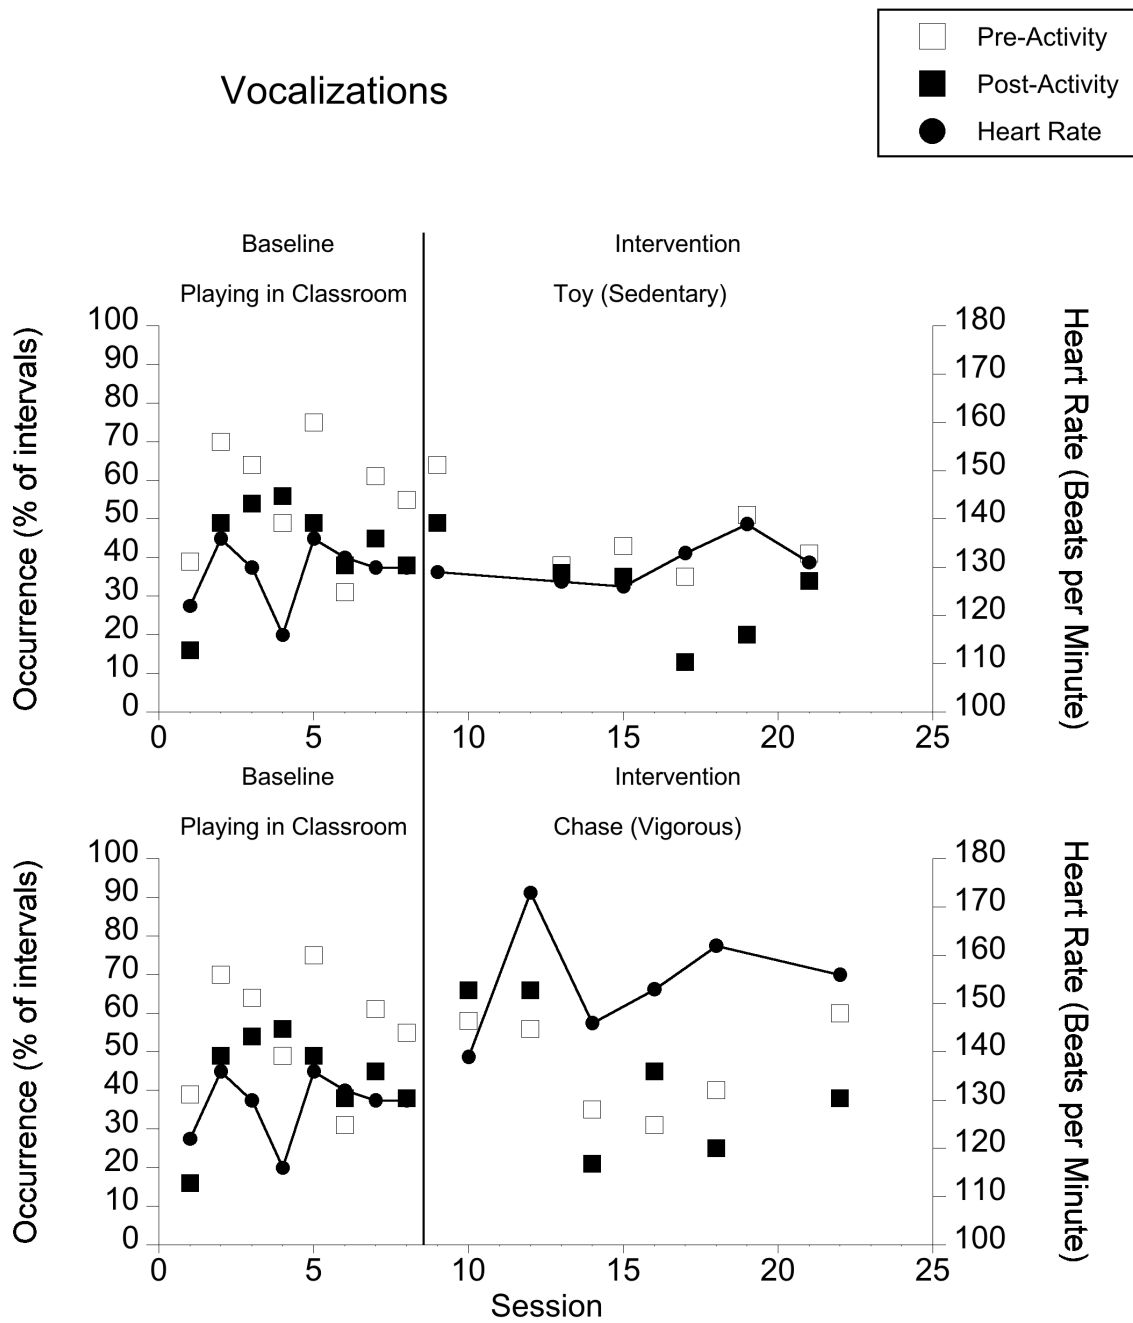 Pre-Activity
Post-Activity
Heart Rate
Vocalizations
Baseline
Intervention
Playing in Classroom
Toy (Sedentary)
Occurrence (% of intervals)
100
90
80
70
60
50
40
30
20
10
0
180
170
160
150
140
130
120
110
100
Heart Rate (Beats per Minute)
0 5 10 15 20 25
Baseline
Intervention
Playing in Classroom
Chase (Vigorous)
Occurrence (% of intervals)
100
90
80
70
60
50
40
30
20
10
0
180
170
160
150
140
130
120
110
100
Heart Rate (Beats per Minute)
0 5 10 15 20 25
Session